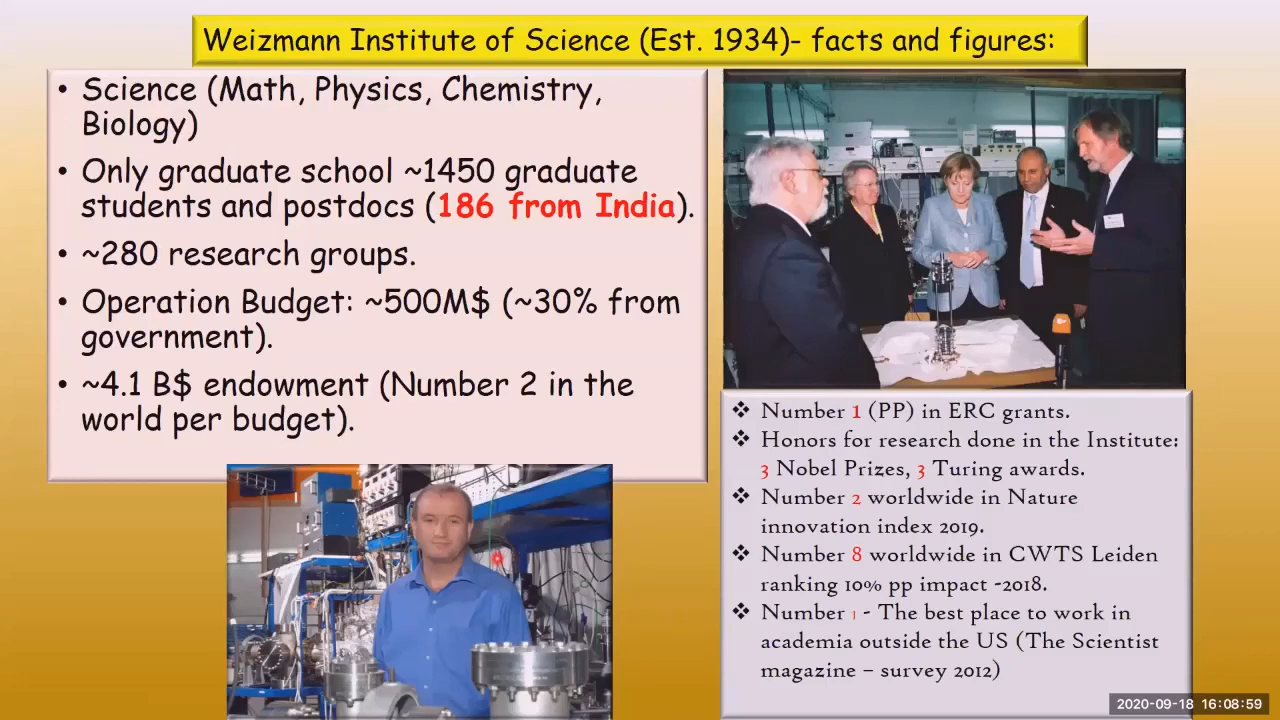 Weizmann Institute of Science (Est. 1934)- facts and figures:
• Science (Math, Physics, Chemistry,
Biology)
• Only graduate school ~1450 graduate
students and postdocs (186 from India).
• ~280 research groups.
• Operation Budget: ~500M$ (~30% from
government).
• ~4.1 B$ endowment (Number 2 in the
world per budget).
❖ Number 1 (PP) in ERC grants.
❖ Honors for research done in the Institute:
3 Nobel Prizes, 3 Turing awards.
❖ Number 2 worldwide in Nature
innovation index 2019.
❖ Number 8 worldwide in CWTS Leiden
ranking 10% pp impact -2018.
❖ Number 1 - The best place to work in
academia outside the US (The Scientist
magazine – survey 2012)
2020-09-18 16:08:59